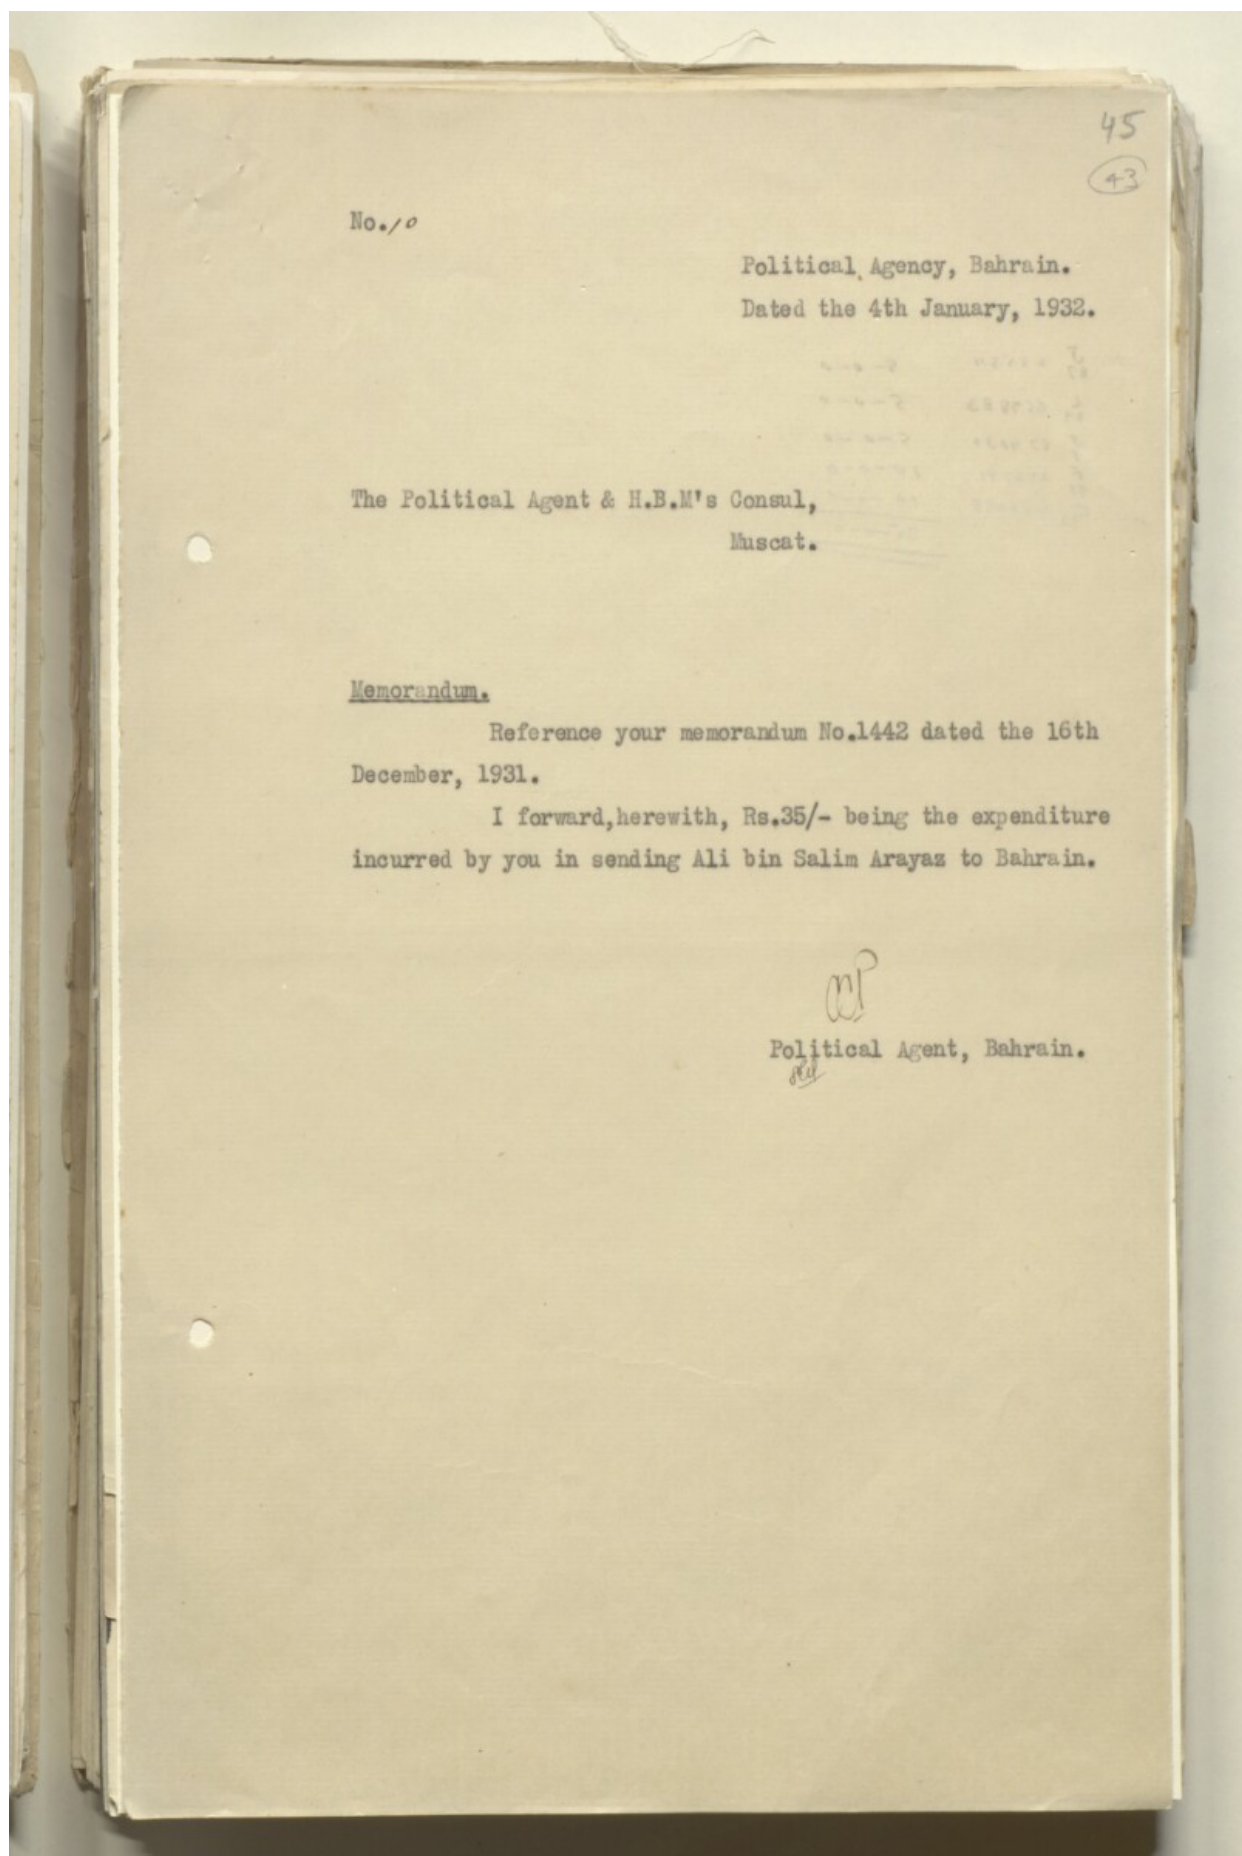 45
43
No.10
Political Agency, Bahrain.
Dated the 4th January, 1932.
The Political Agent & H.B.M's Consul,
Muscat.
Memorandum.
Reference your memorandum No.1442 dated the 16th
December, 1931.
I forward,herewith, Rs.35/- being the expenditure
incurred by you in sending Ali bin Salim Arayaz to Bahrain.
Political Agent, Bahrain.